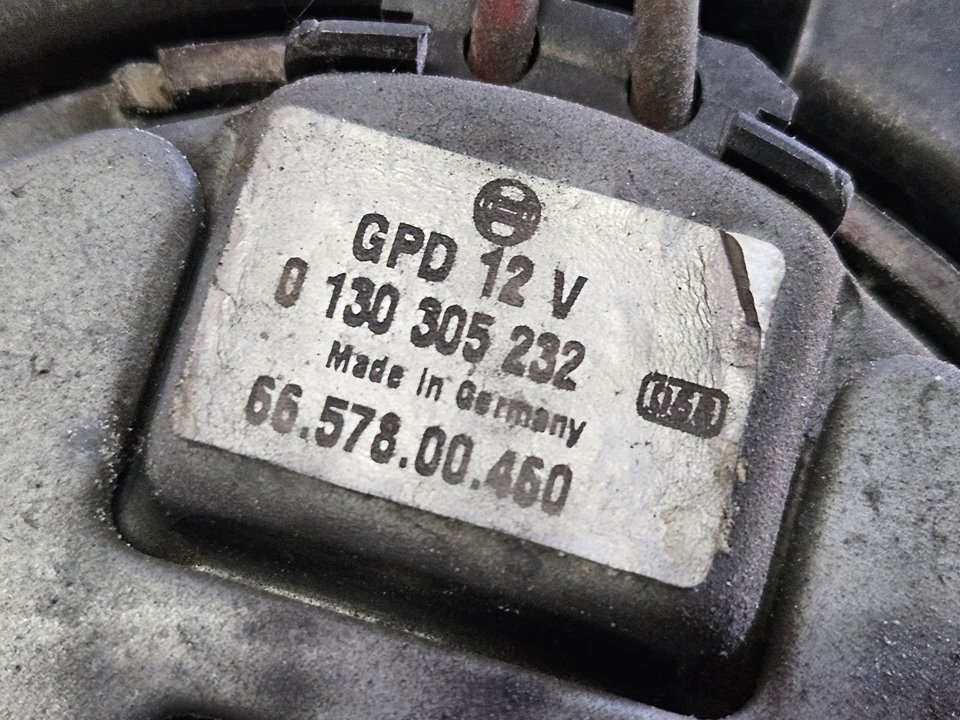 GPD 12 V
0 130 305 232
Made in Germany
66.578.00.460